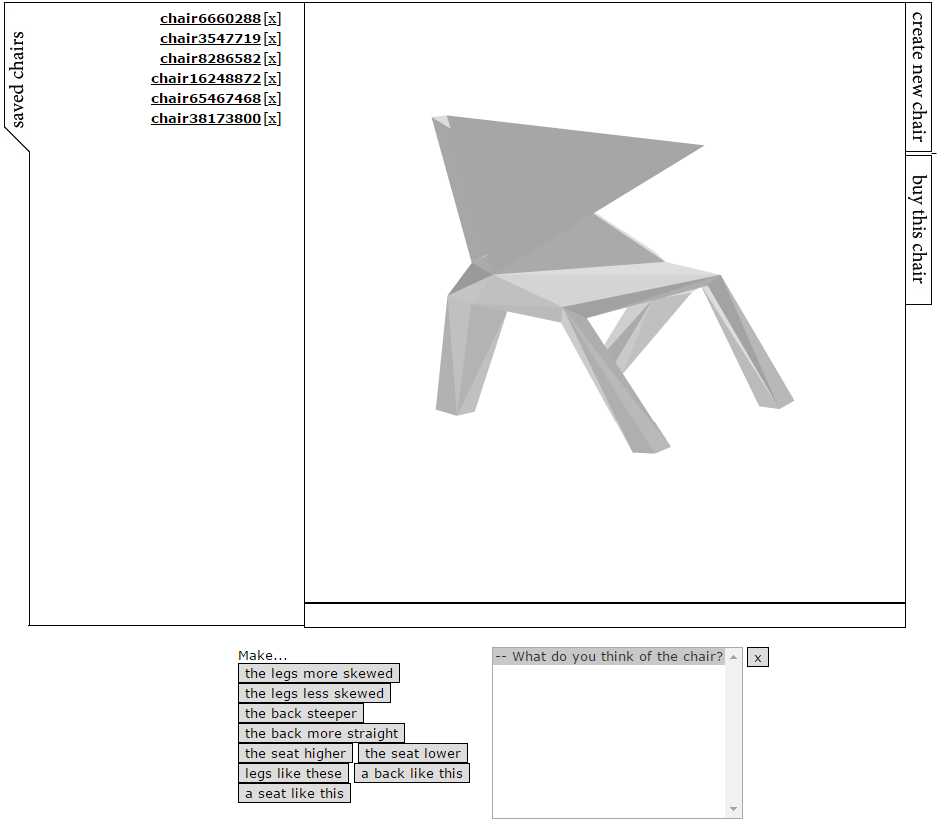 saved chairs
chair6660288[x]
chair3547719[x]
chair8286582[x]
chair16248872[x]
chair65467468[x]
chair38173800[x]
create new chair
buy this chair
Make...
the legs more skewed
the legs less skewed
the back steeper
the back more straight
the seat higher the seat lower
legs like these a back like this
a seat like this
-- What do you think of the chair?
x